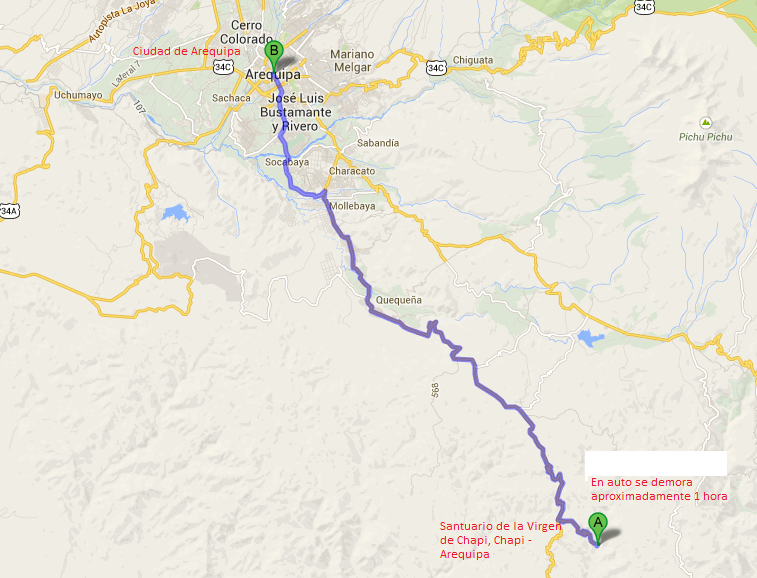 Autopista La Joya
Cerro
Colorado
34C
Ciudad de Arequipa
B
Mariano
Melgar
Chiguata
34C
Lateral 7
34C
Arequipa
Uchumayo
107
Sachaca
José Luis
Bustamante
y Rivero
Pichu Pichu
Sabandía
Socabaya
Characato
34A
Mollebaya
Quequeña
568
En auto se demora
aproximadamente 1 hora
A
Santuario de la Virgen
de Chapi, Chapi -
Arequipa